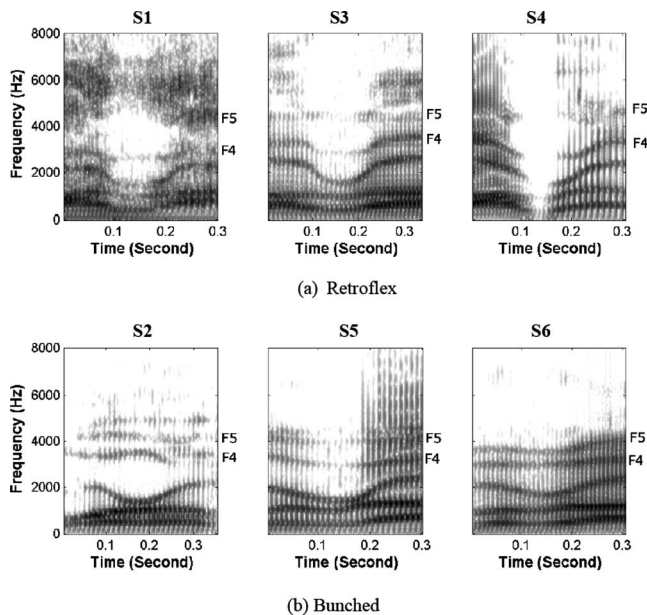 S1 S3 S4
Frequency (Hz)
8000
6000
4000
2000
0
F5 F5 F5
F4 F4 F4
0.1 0.2 0.3 0.1 0.2 0.3 0.1 0.2 0.3
Time (Second) Time (Second) Time (Second)
(a) Retroflex
S2 S5 S6
Frequency (Hz)
8000
6000
4000
2000
0
F5 F5 F5
F4 F4 F4
0.1 0.2 0.3 0.1 0.2 0.3 0.1 0.2 0.3
Time (Second) Time (Second) Time (Second)
(b) Bunched